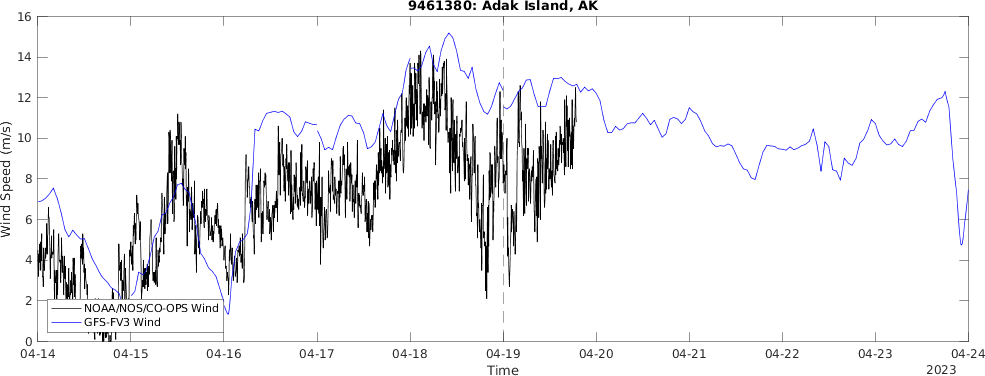 9461380: Adak Island, AK
16
14
12
10
8
6
4
2
0
Wind Speed (m/s)
NOAA/NOS/CO-OPS Wind
GFS-FV3 Wind
04-14 04-15 04-16 04-17 04-18 04-19 04-20 04-21 04-22 04-23 04-24
Time
2023